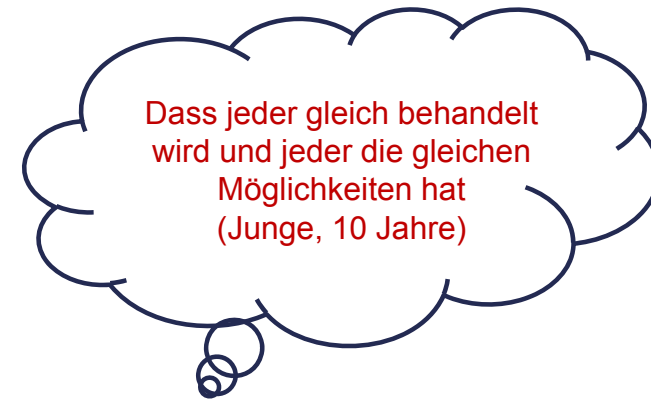 Dass jeder gleich behandelt
wird und jeder die gleichen
Möglichkeiten hat
(Junge, 10 Jahre)